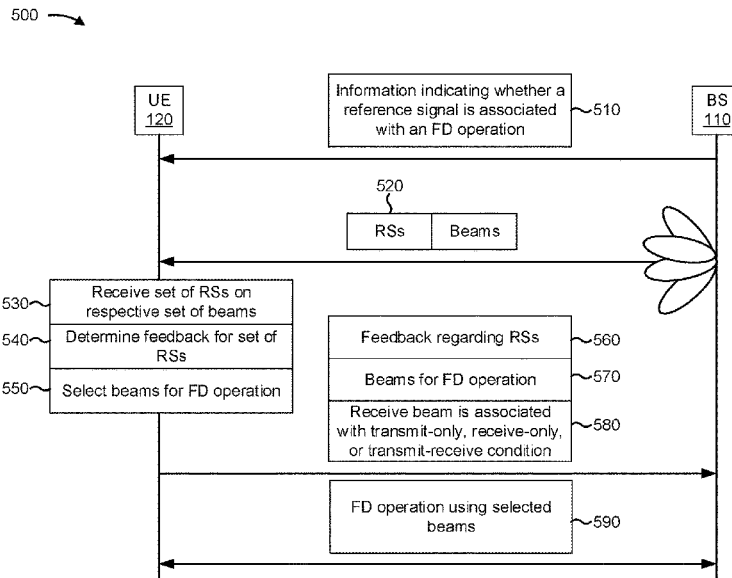 500
UE
120
Information indicating whether a
reference signal is associated
with an FD operation
510
BS
110
520
RSs
Beams
530
Receive set of RSs on
respective set of beams
540
Determine feedback for set of
RSs
550
Select beams for FD operation
Feedback regarding RSs
560
Beams for FD operation
570
Receive beam is associated
with transmit-only, receive-only,
or transmit-receive condition
580
FD operation using selected
beams
590